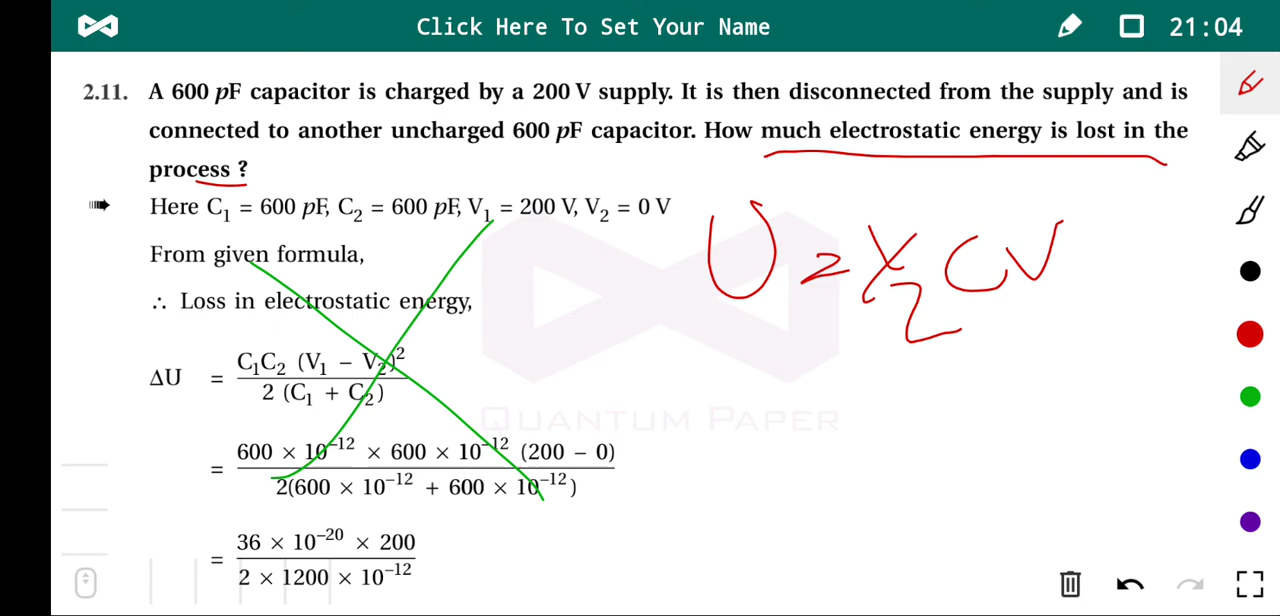 Click Here To Set Your Name
21:04
2.11. A 600 pF capacitor is charged by a 200 V supply. It is then disconnected from the supply and is
connected to another uncharged 600 pF capacitor. How much electrostatic energy is lost in the
process ?
Here C₁ = 600 pF, C₂ = 600 pF, V₁ = 200 V, V₂ = 0 V
From given formula,
∴ Loss in electrostatic energy,
ΔU = C₁C₂ (V₁ – V₂)² / 2 (C₁ + C₂)
= 600 × 10⁻¹² × 600 × 10⁻¹² (200 – 0) / 2(600 × 10⁻¹² + 600 × 10⁻¹²)
= 36 × 10⁻²⁰ × 200 / 2 × 1200 × 10⁻¹²
U = 1/2 CV
QUANTUM PAPER